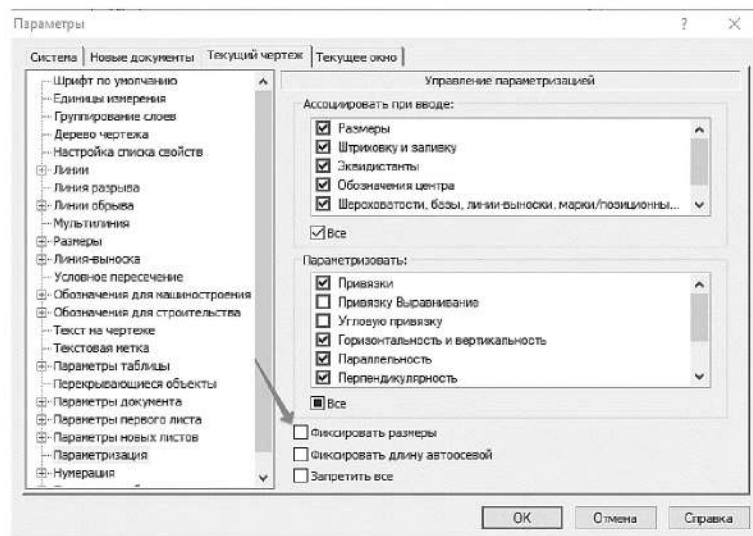 Параметры
Система
Новые документы
Текущий чертеж
Текущее окно
Шрифт по умолчанию
Единицы измерения
Группирование слоев
Дерево чертежа
Настройка списка свойств
Линии
Линия разрыва
Линии обрыва
Мультилиния
Размеры
Линия-выноска
Условное пересечение
Обозначения для машиностроения
Обозначения для строительства
Текст на чертеже
Текстовая метка
Параметры таблицы
Перекрывающиеся объекты
Параметры документа
Параметры первого листа
Параметры новых листов
Параметризация
Нумерация
Управление параметризацией
Ассоциировать при вводе:
Размеры
Штриховку и заливку
Эквидистанты
Обозначения центра
Шероховатости, базы, линии-выноски, марки/позиционны...
Все
Параметризовать:
Привязки
Привязку Выравнивание
Угловую привязку
Горизонтальность и вертикальность
Параллельность
Перпендикулярность
Все
Фиксировать размеры
Фиксировать длину автоосевой
Запретить все
ОК
Отмена
Справка